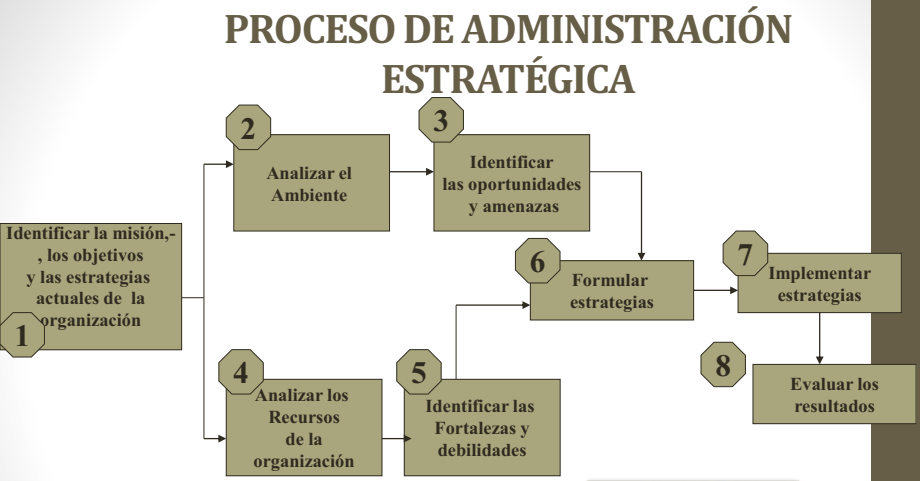 PROCESO DE ADMINISTRACIÓN
ESTRATÉGICA
1
Identificar la misión,-
, los objetivos
y las estrategias
actuales de la
organización
2
Analizar el
Ambiente
3
Identificar
las oportunidades
y amenazas
4
Analizar los
Recursos
de la
organización
5
Identificar las
Fortalezas y
debilidades
6
Formular
estrategias
7
Implementar
estrategias
8
Evaluar los
resultados